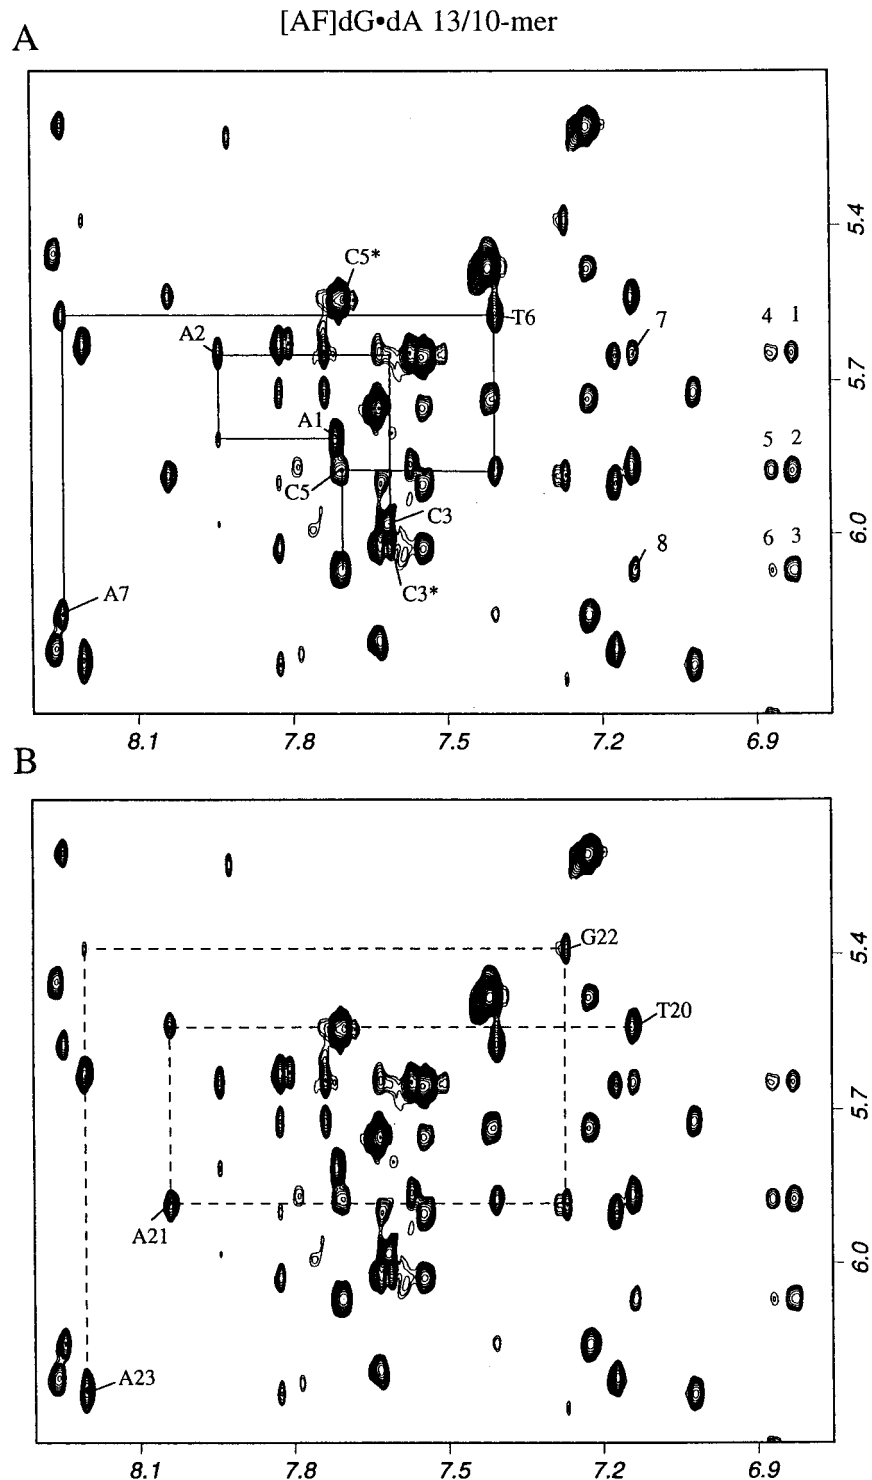 [AF]dG•dA 13/10-mer
A
5.4
C5*
T6
7
4 1
A2
5.7
A1
5 2
C5
C3
6.0
8
6 3
C3*
A7
8.1 7.8 7.5 7.2 6.9
B
G22
5.4
T20
5.7
A21
6.0
A23
8.1 7.8 7.5 7.2 6.9